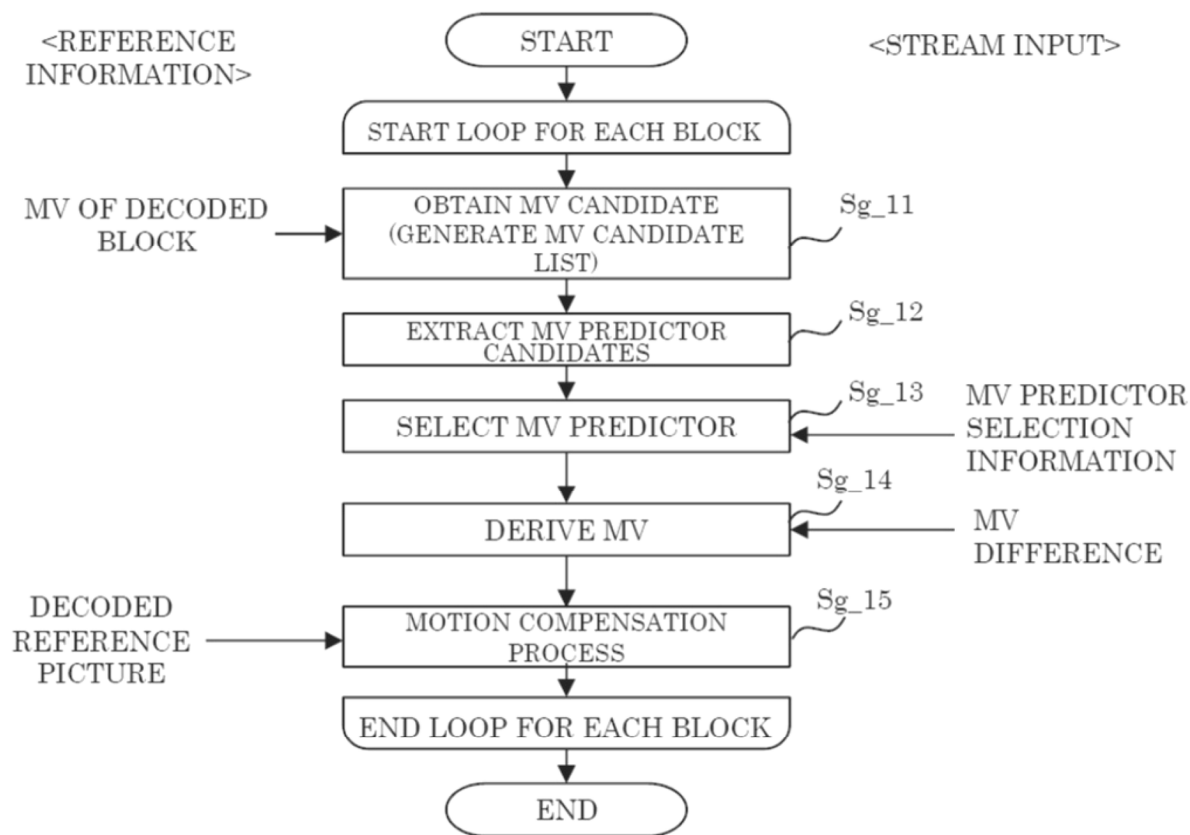 <REFERENCE
INFORMATION>
START
<STREAM INPUT>
START LOOP FOR EACH BLOCK
MV OF DECODED
BLOCK
OBTAIN MV CANDIDATE
(GENERATE MV CANDIDATE
LIST)
Sg_11
EXTRACT MV PREDICTOR
CANDIDATES
Sg_12
SELECT MV PREDICTOR
Sg_13
MV PREDICTOR
SELECTION
INFORMATION
DERIVE MV
Sg_14
MV
DIFFERENCE
DECODED
REFERENCE
PICTURE
MOTION COMPENSATION
PROCESS
Sg_15
END LOOP FOR EACH BLOCK
END